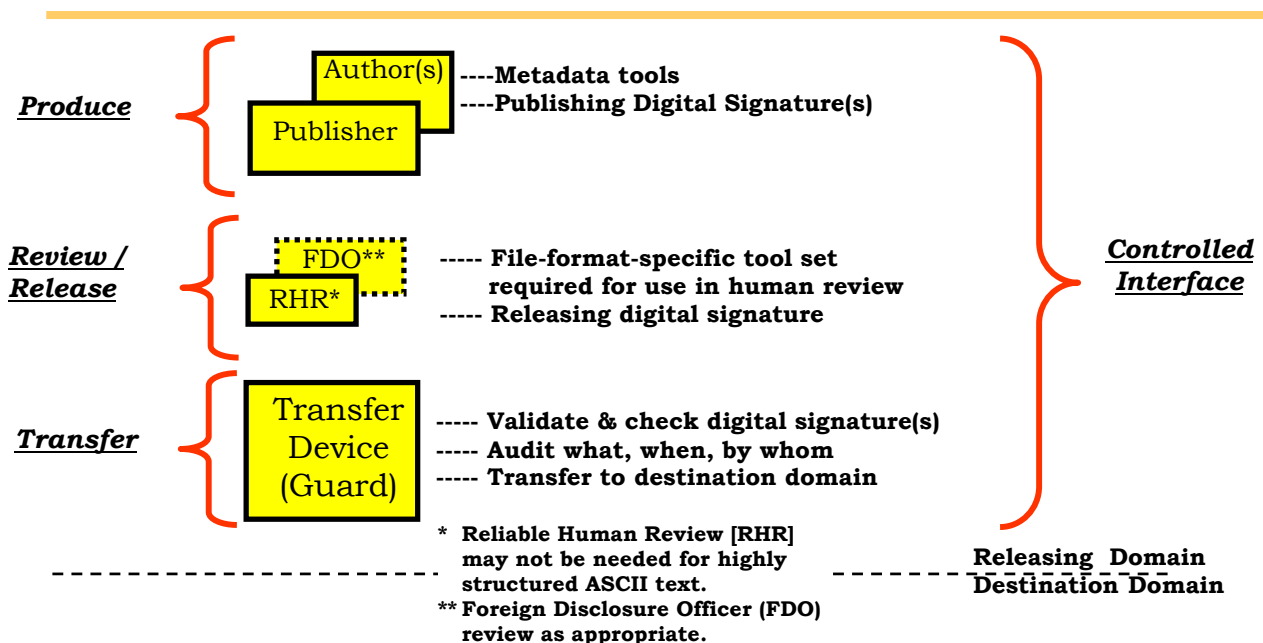 Produce
Author(s)
Publisher
----Metadata tools
----Publishing Digital Signature(s)
Review /
Release
FDO**
RHR*
----- File-format-specific tool set
required for use in human review
----- Releasing digital signature
Controlled
Interface
Transfer
Transfer
Device
(Guard)
----- Validate & check digital signature(s)
----- Audit what, when, by whom
----- Transfer to destination domain
* Reliable Human Review [RHR]
may not be needed for highly
structured ASCII text.
** Foreign Disclosure Officer (FDO)
review as appropriate.
Releasing Domain
Destination Domain